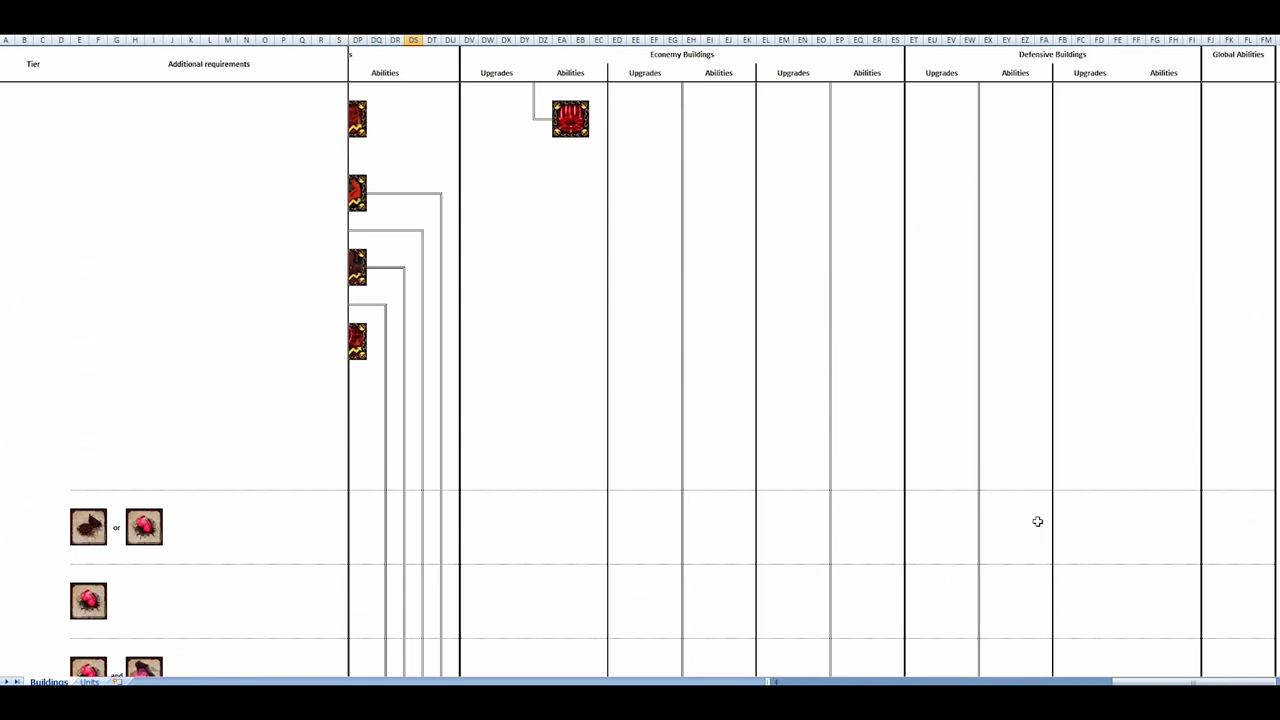 A B C D E F G H I J K L M N O P Q R S DP DQ DR DS DT DU DV DW DX DY DZ EA EB EC ED EE EF EG EH EI EJ EK EL EM EN EO EP EQ ER ES ET EU EV EW EX EY EZ FA FB FC FD FE FF FG FH FI FJ FK FL FM
s Economy Buildings Defensive Buildings Global Abilities
Tier Additional requirements
Abilities Upgrades Abilities Upgrades Abilities Upgrades Abilities Upgrades Abilities Upgrades Abilities
or
and
Buildings Units